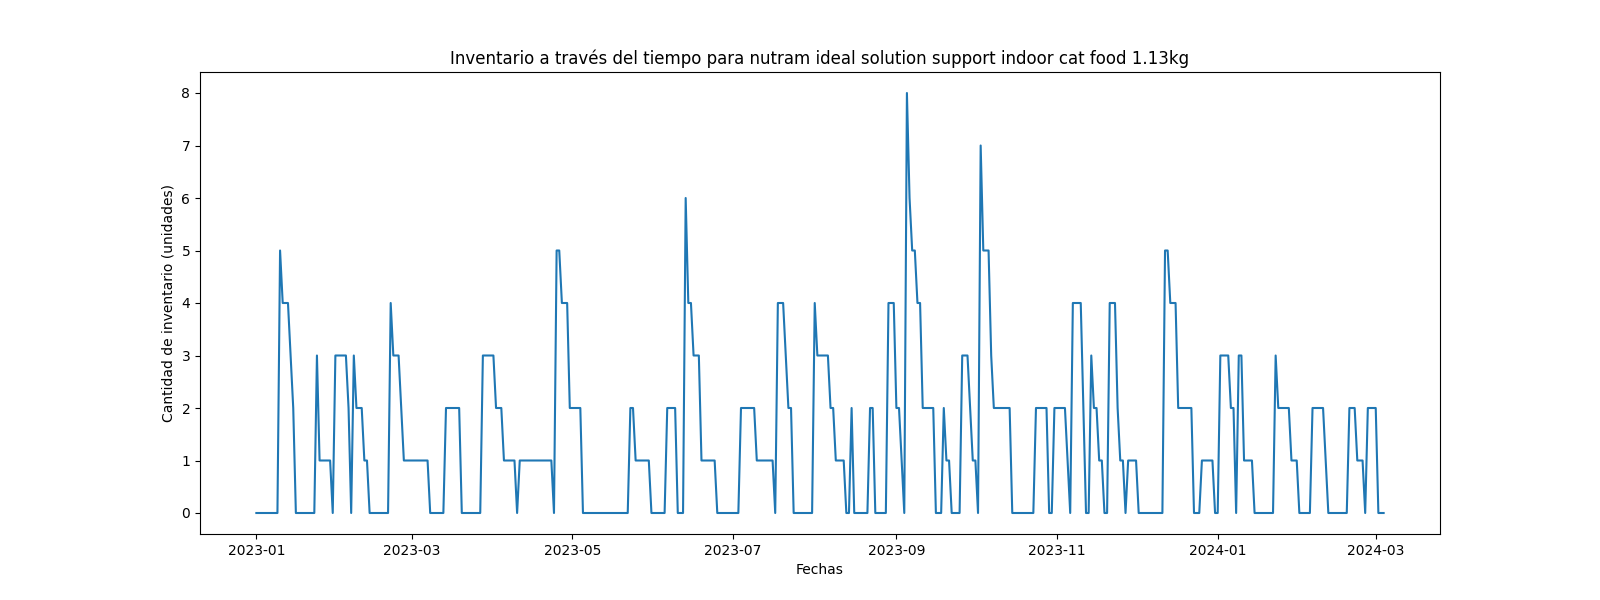 Inventario a través del tiempo para nutram ideal solution support indoor cat food 1.13kg
Cantidad de inventario (unidades)
8
7
6
5
4
3
2
1
0
2023-01 2023-03 2023-05 2023-07 2023-09 2023-11 2024-01 2024-03
Fechas